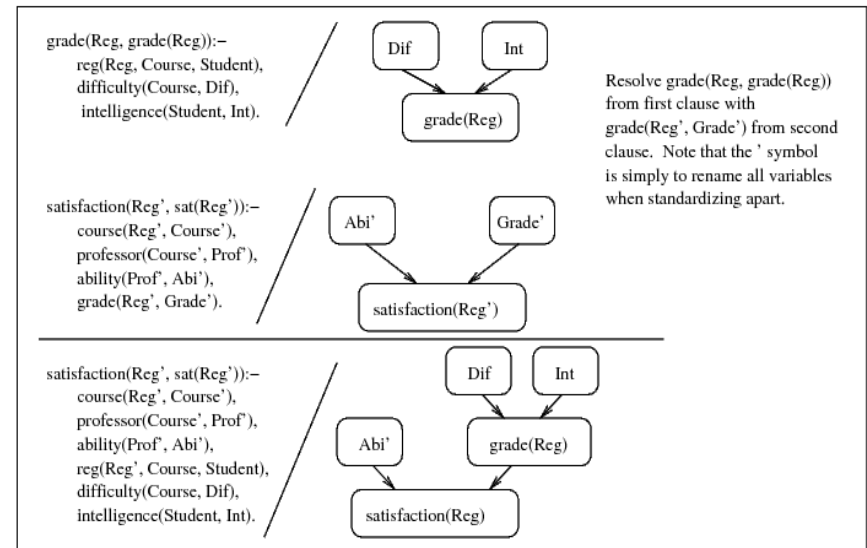 grade(Reg, grade(Reg)):−
reg(Reg, Course, Student),
difficulty(Course, Dif),
intelligence(Student, Int).
Dif
Int
grade(Reg)
Resolve grade(Reg, grade(Reg))
from first clause with
grade(Reg’, Grade’) from second
clause. Note that the ’ symbol
is simply to rename all variables
when standardizing apart.
satisfaction(Reg’, sat(Reg’)):−
course(Reg’, Course’),
professor(Course’, Prof’),
ability(Prof’, Abi’),
grade(Reg’, Grade’).
Abi’
Grade’
satisfaction(Reg’)
satisfaction(Reg’, sat(Reg’)):−
course(Reg’, Course’),
professor(Course’, Prof’),
ability(Prof’, Abi’),
reg(Reg’, Course, Student),
difficulty(Course, Dif),
intelligence(Student, Int).
Dif
Int
Abi’
grade(Reg)
satisfaction(Reg)